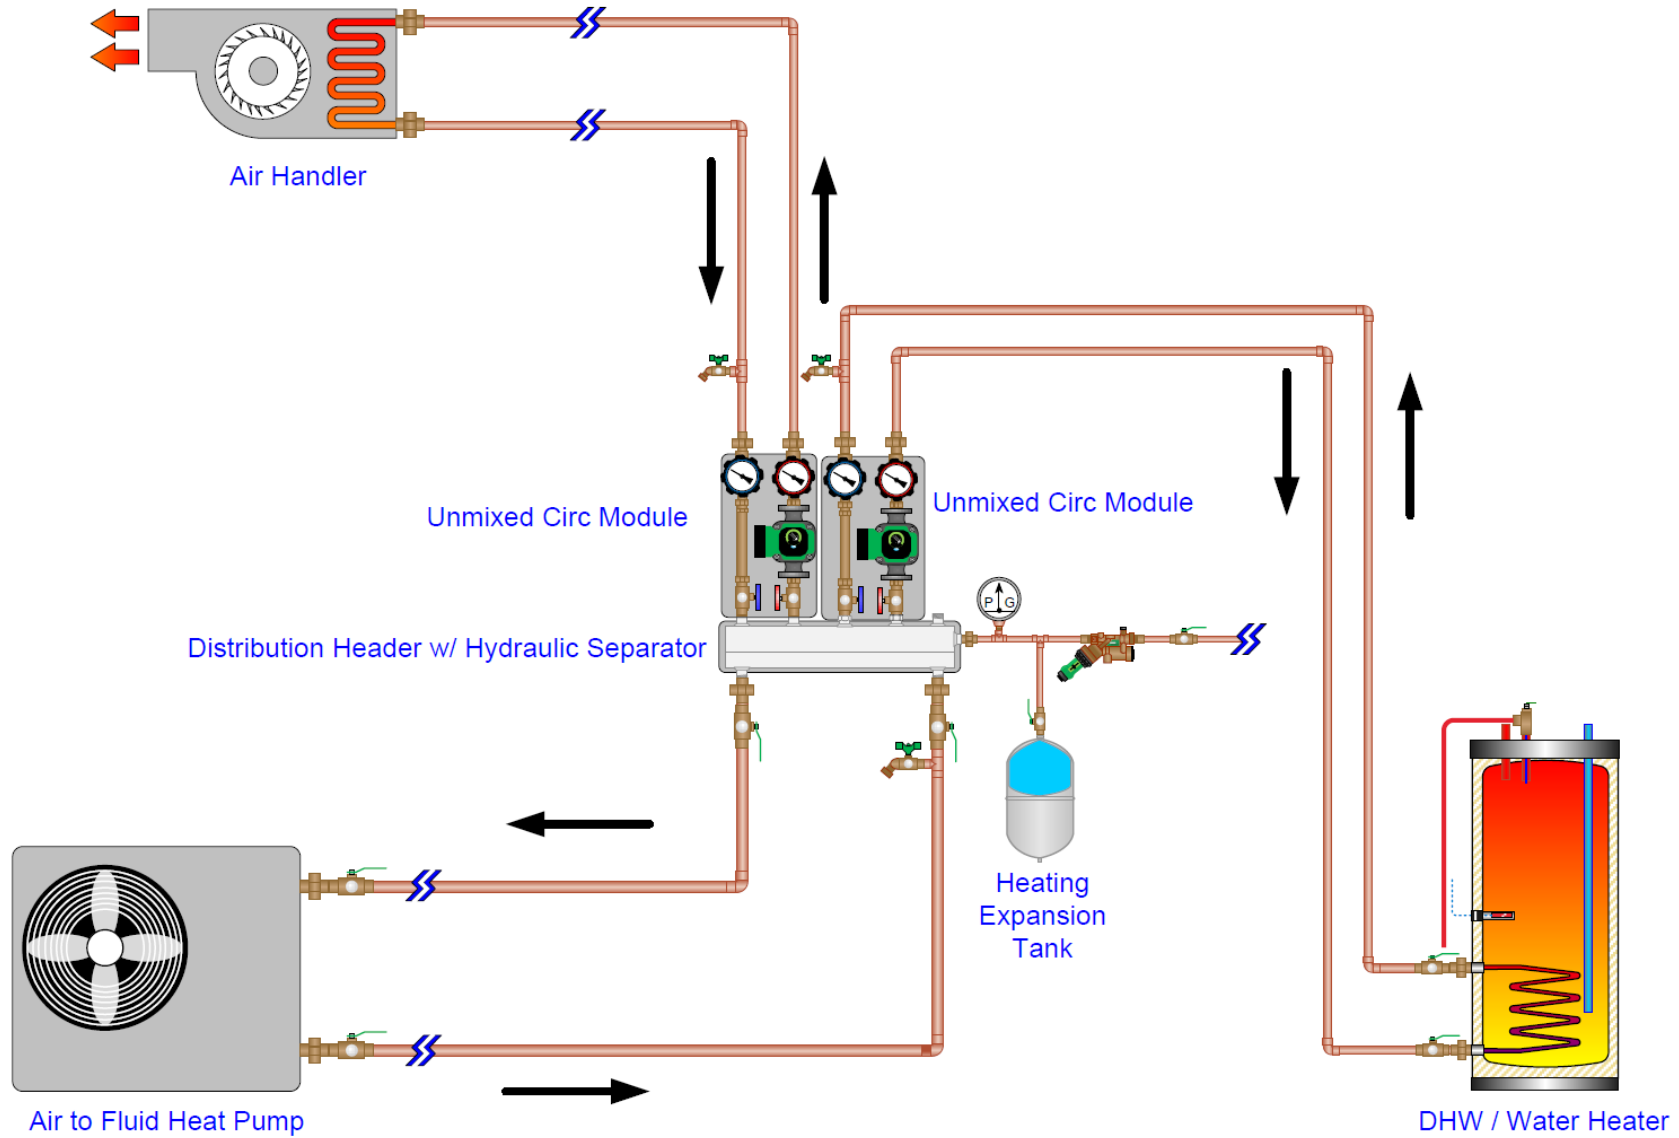 Air Handler
Unmixed Circ Module
Unmixed Circ Module
P G
Distribution Header w/ Hydraulic Separator
Heating
Expansion
Tank
Air to Fluid Heat Pump
DHW / Water Heater